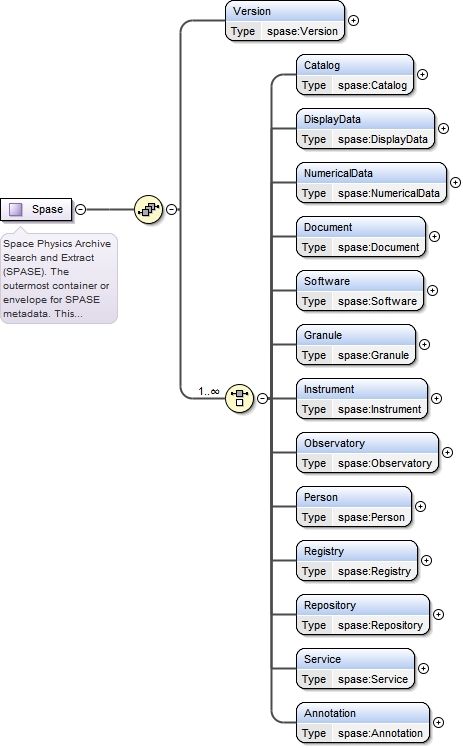 Version
Type spase:Version
Catalog
Type spase:Catalog
DisplayData
Type spase:DisplayData
NumericalData
Type spase:NumericalData
Spase
Document
Type spase:Document
Space Physics Archive
Search and Extract
(SPASE). The
outermost container or
envelope for SPASE
metadata. This...
Software
Type spase:Software
Granule
Type spase:Granule
1..∞
Instrument
Type spase:Instrument
Observatory
Type spase:Observatory
Person
Type spase:Person
Registry
Type spase:Registry
Repository
Type spase:Repository
Service
Type spase:Service
Annotation
Type spase:Annotation